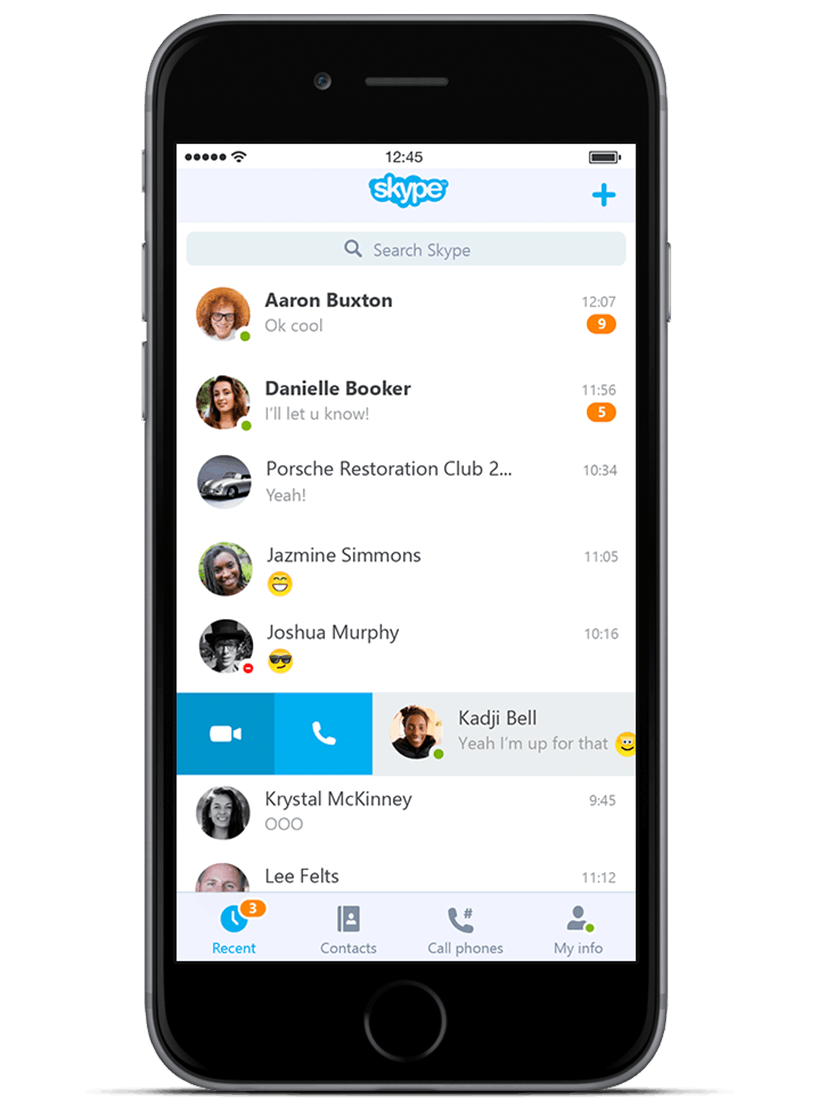 12:45
skype
Search Skype
Aaron Buxton
12:07
Ok cool
9
Danielle Booker
11:56
I'll let u know!
5
Porsche Restoration Club 2...
10:34
Yeah!
Jazmine Simmons
11:05
Joshua Murphy
10:16
Kadji Bell
Yeah I'm up for that
Krystal McKinney
9:45
OOO
Lee Felts
11:12
3
#
Recent
Contacts
Call phones
My info